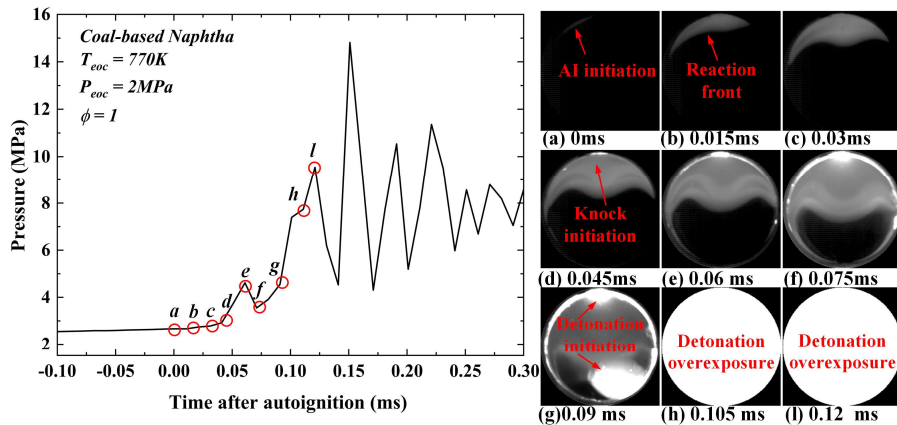 Coal-based Naphtha
T_eoc = 770K
P_eoc = 2MPa
ϕ = 1
Pressure (MPa)
16
14
12
10
8
6
4
2
a
b
c
d
e
f
g
h
l
-0.10
-0.05
0.00
0.05
0.10
0.15
0.20
0.25
0.30
Time after autoignition (ms)
AI initiation
(a) 0ms
Reaction
front
(b) 0.015ms
(c) 0.03ms
Knock
initiation
(d) 0.045ms
(e) 0.06 ms
(f) 0.075ms
Detonation
initiation
(g) 0.09 ms
Detonation
overexposure
(h) 0.105 ms
Detonation
overexposure
(l) 0.12 ms